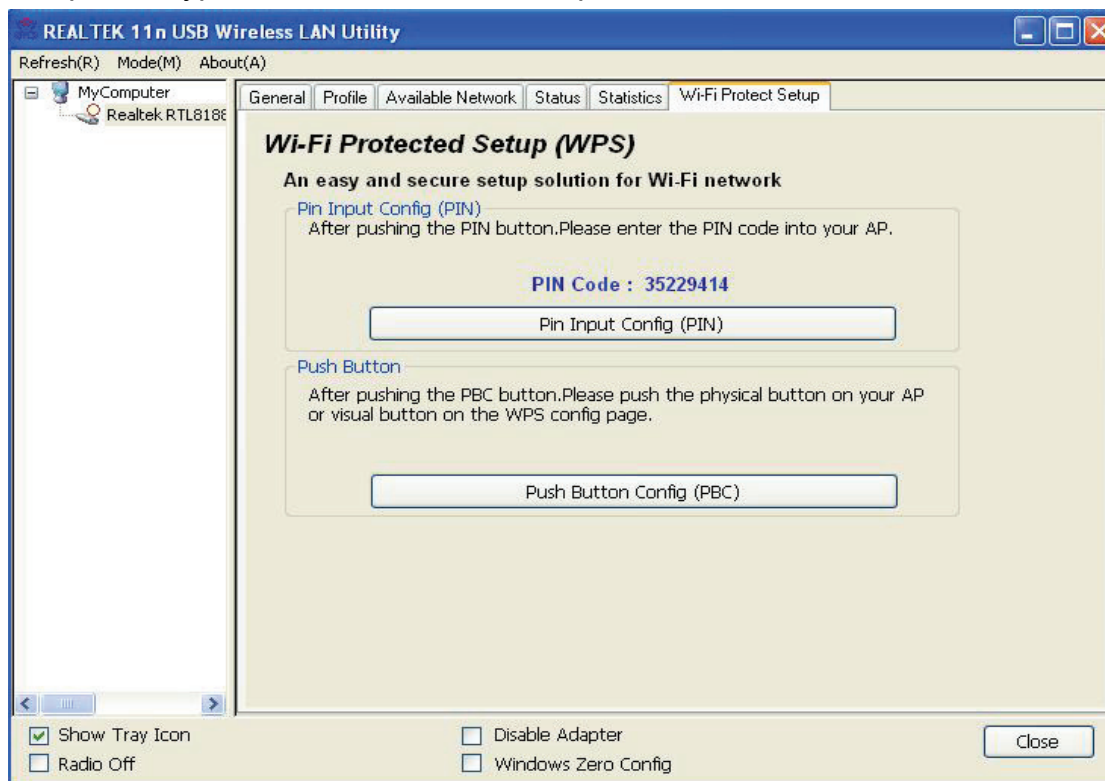 REALTEK 11n USB Wireless LAN Utility
Refresh(R) Mode(M) About(A)
MyComputer
Realtek RTL8188
General Profile Available Network Status Statistics Wi-Fi Protect Setup
Wi-Fi Protected Setup (WPS)
An easy and secure setup solution for Wi-Fi network
Pin Input Config (PIN)
After pushing the PIN button.Please enter the PIN code into your AP.
PIN Code : 35229414
Pin Input Config (PIN)
Push Button
After pushing the PBC button.Please push the physical button on your AP
or visual button on the WPS config page.
Push Button Config (PBC)
Show Tray Icon
Disable Adapter
Close
Radio Off
Windows Zero Config